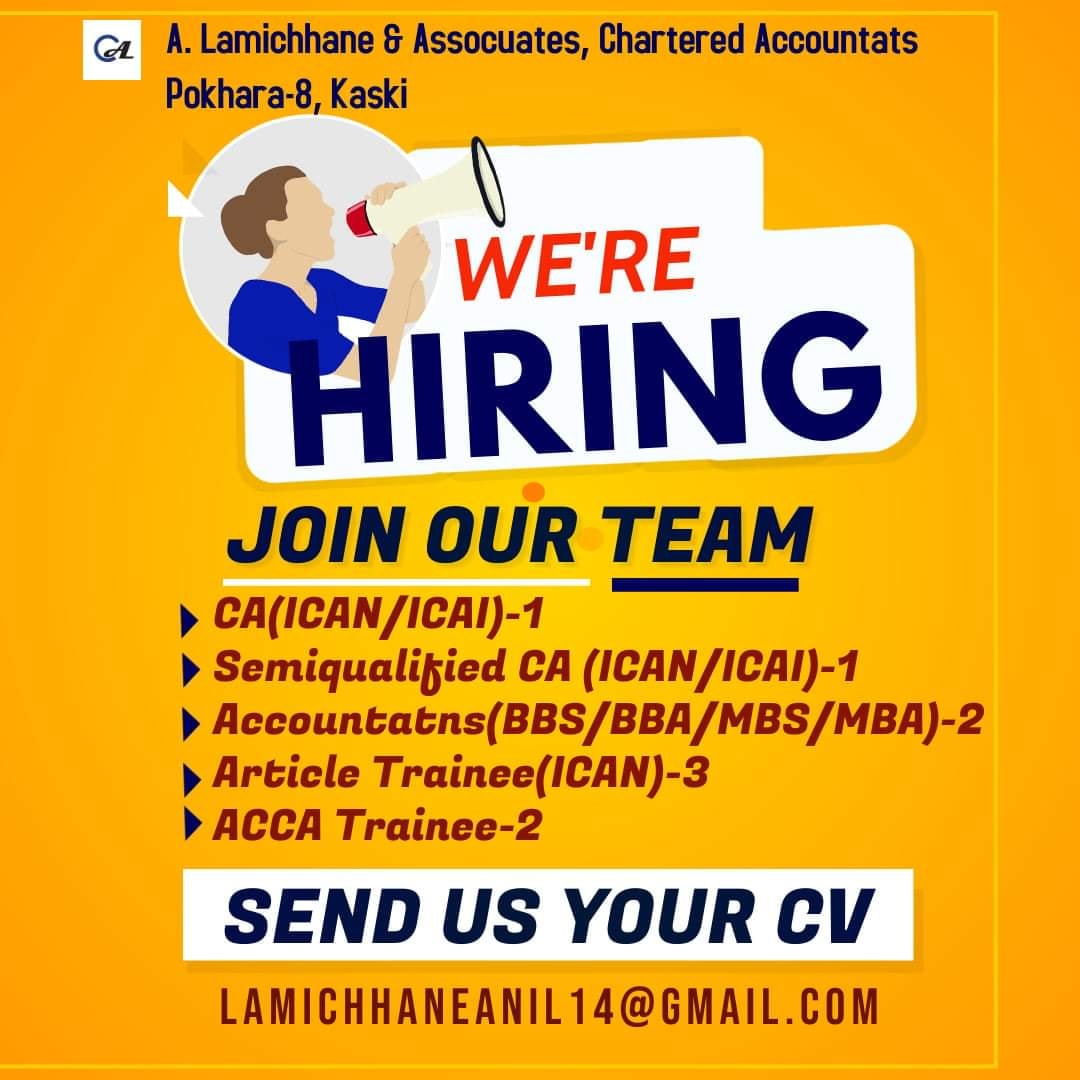 CA
A. Lamichhane & Assocuates, Chartered Accountats
Pokhara-8, Kaski
WE'RE
HIRING
JOIN OUR TEAM
CA(ICAN/ICAI)-1
Semiqualified CA (ICAN/ICAI)-1
Accountatns(BBS/BBA/MBS/MBA)-2
Article Trainee(ICAN)-3
ACCA Trainee-2
SEND US YOUR CV
LAMICHHANEANIL14@GMAIL.COM